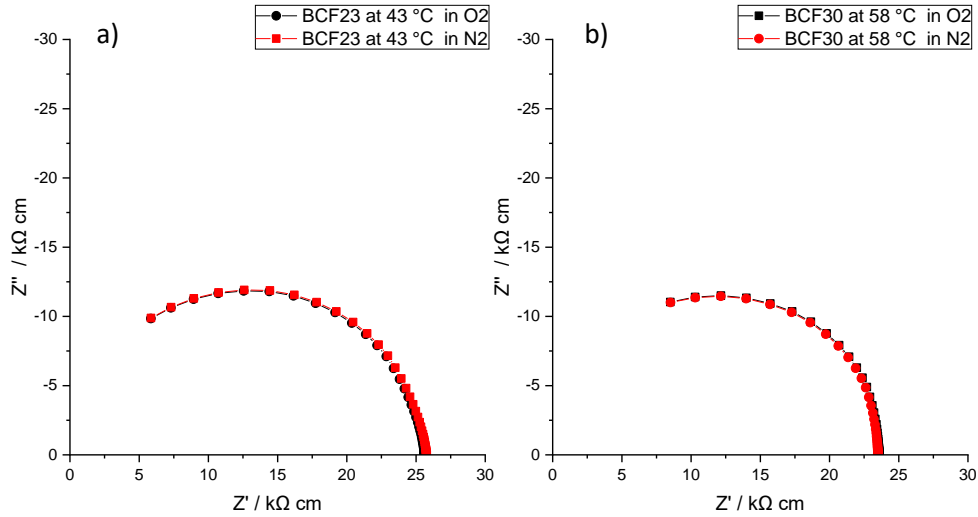 a)
BCF23 at 43 °C in O2
BCF23 at 43 °C in N2
-30
-25
-20
-15
-10
-5
0
Z'' / kΩ cm
0 5 10 15 20 25 30
Z' / kΩ cm
b)
BCF30 at 58 °C in O2
BCF30 at 58 °C in N2
-30
-25
-20
-15
-10
-5
0
Z'' / kΩ cm
0 5 10 15 20 25 30
Z' / kΩ cm